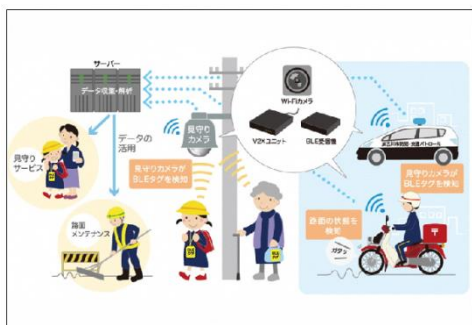 サーバー
データ収集・解析
見守り
カメラ
Wi-Fiカメラ
V2Xユニット
BLE受信機
データの
活用
見守り
サービス
見守りカメラが
BLEタグを検知
見守りカメラが
BLEタグを検知
路面の状態を
検知
路面
メンテナンス
ガタッ